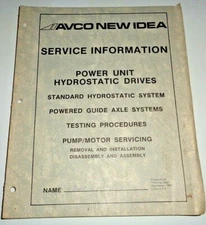 AVCO NEW IDEA
SERVICE INFORMATION
POWER UNIT
HYDROSTATIC DRIVES
STANDARD HYDROSTATIC SYSTEM
POWERED GUIDE AXLE SYSTEMS
TESTING PROCEDURES
PUMP/MOTOR SERVICING
REMOVAL AND INSTALLATION
DISASSEMBLY AND ASSEMBLY
NAME